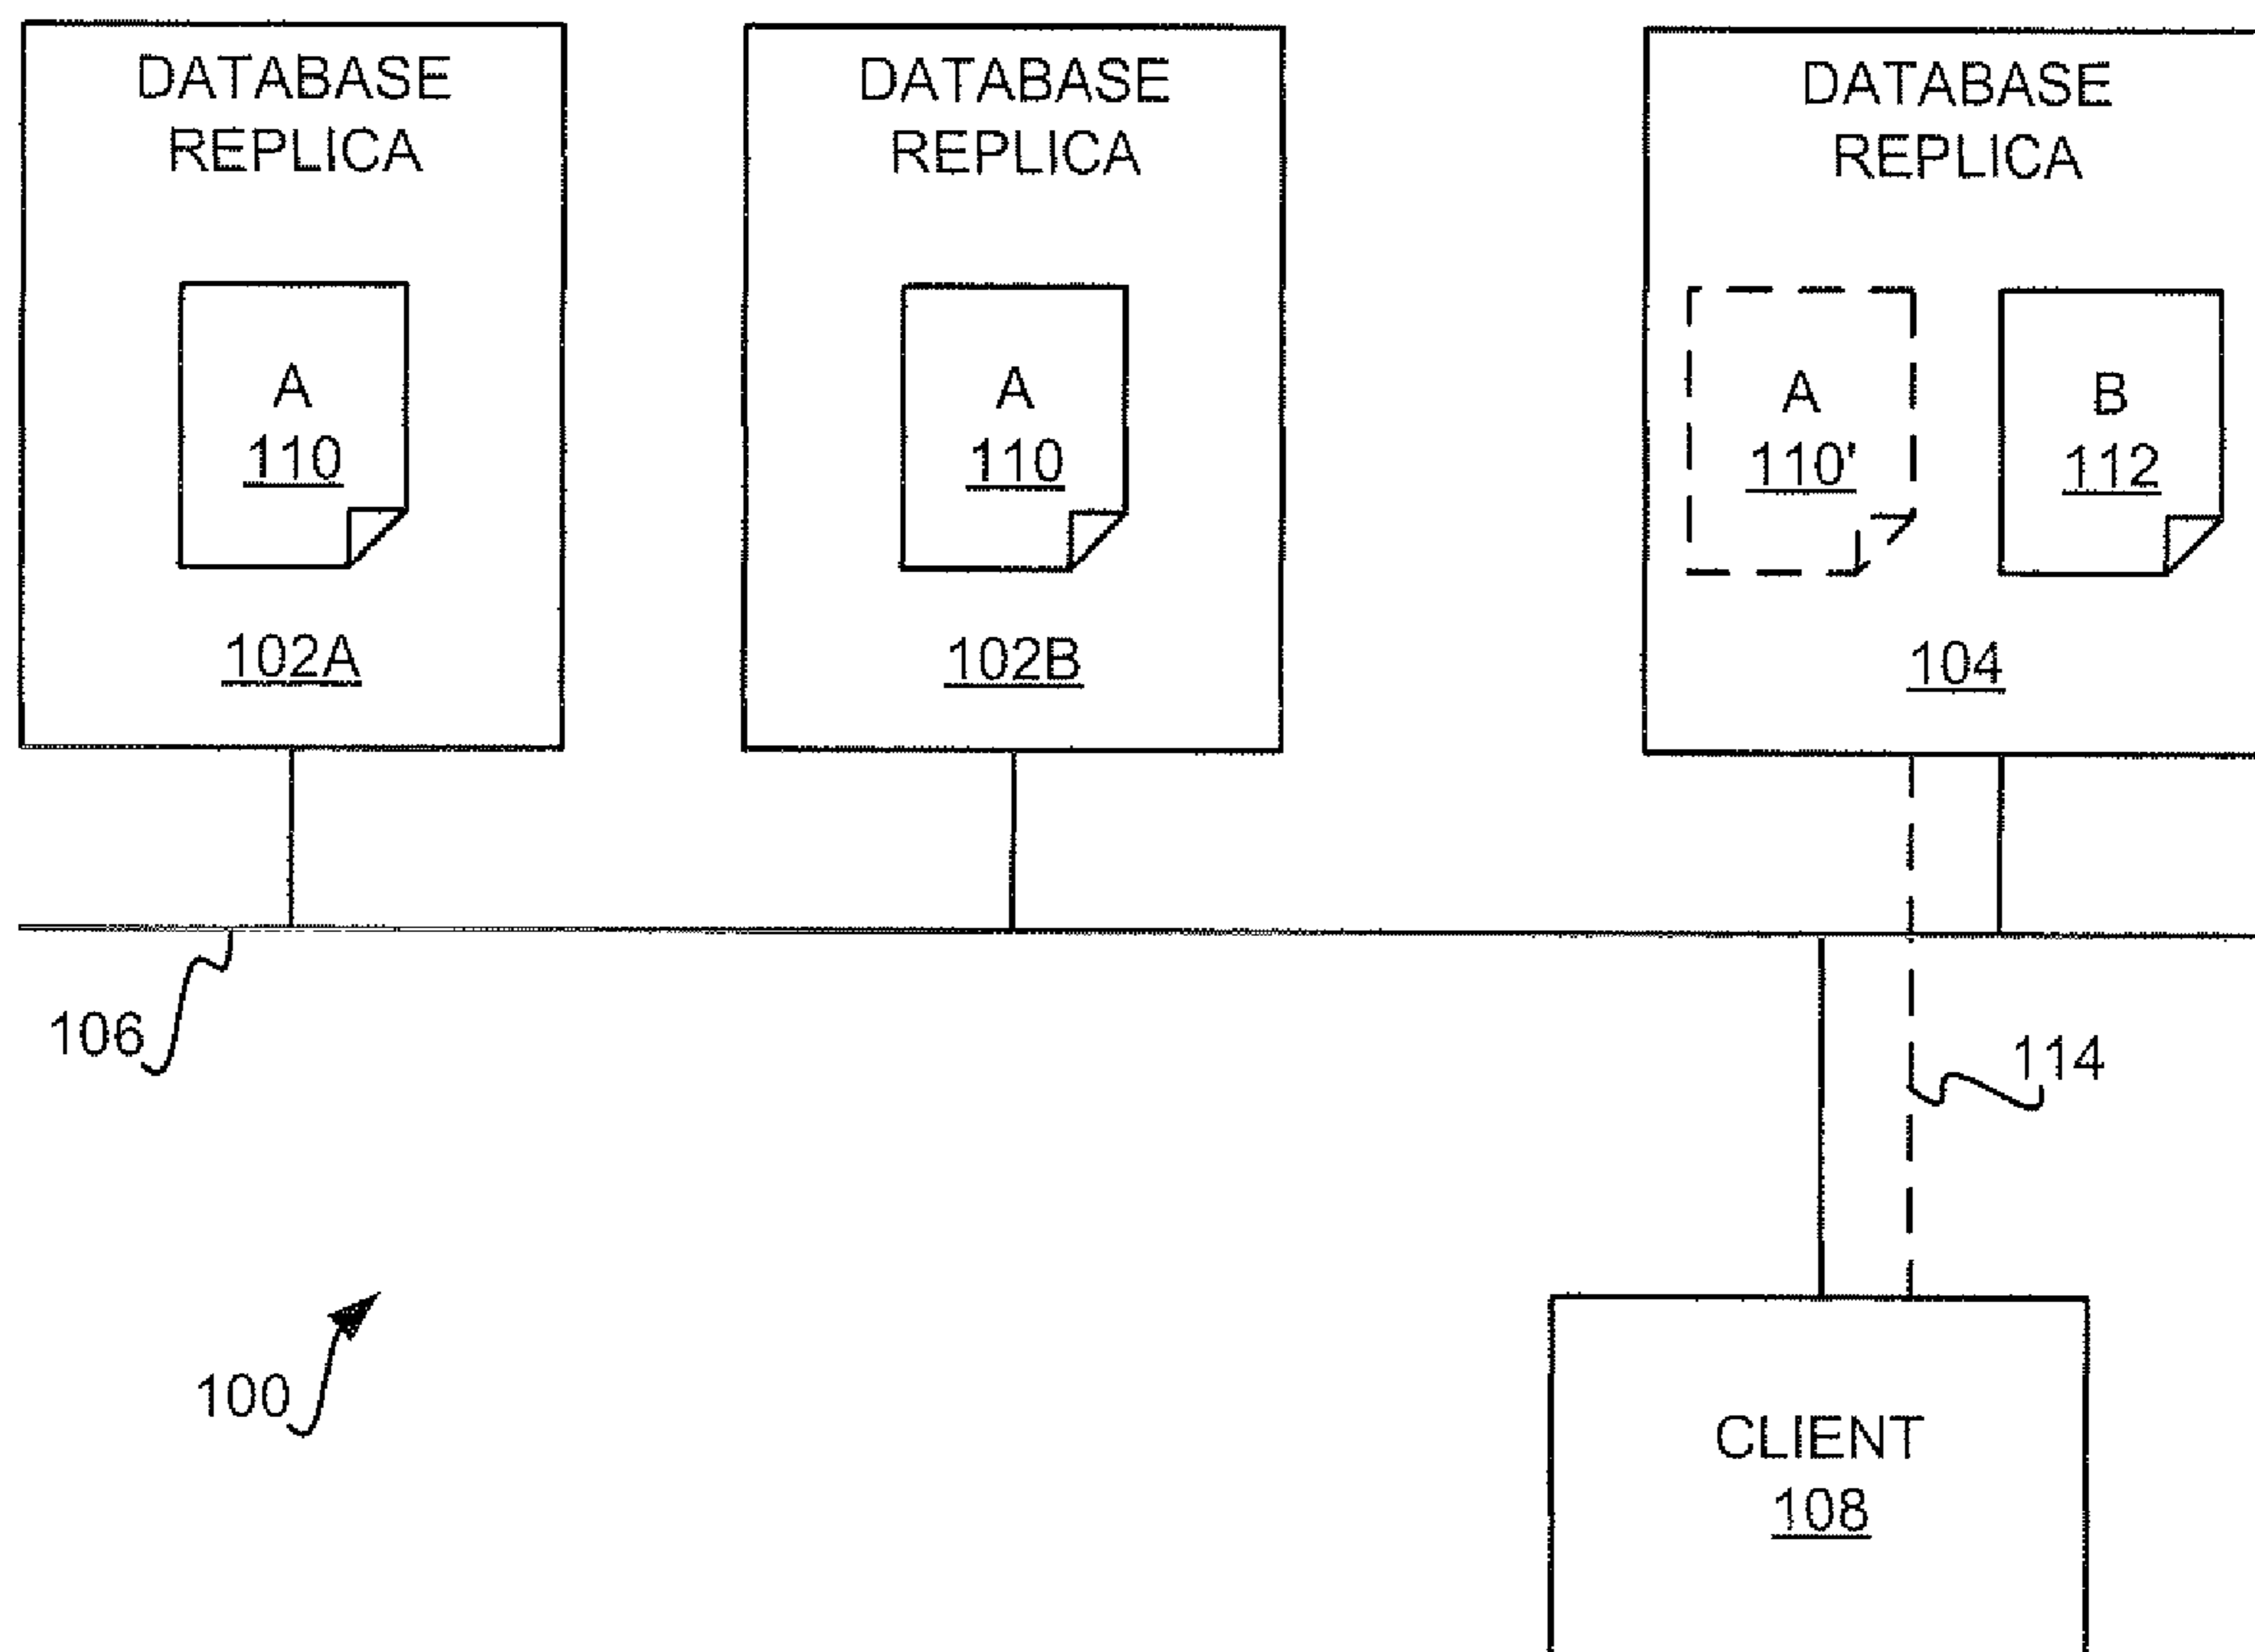 DATABASE
REPLICA
A
110
102A
DATABASE
REPLICA
A
110
102B
DATABASE
REPLICA
A
110'
B
112
104
106
114
100
CLIENT
108